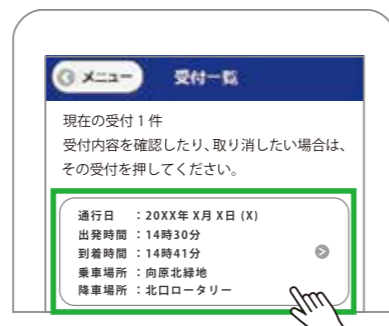 メニュー 受付一覧
現在の受付1件
受付内容を確認したり、取り消したい場合は、
その受付を押してください。
通行日 ：20XX年 X月 X日 (X)
出発時間 ：14時30分
到着時間 ：14時41分
乗車場所 ：向原北緑地
降車場所 ：北口ロータリー